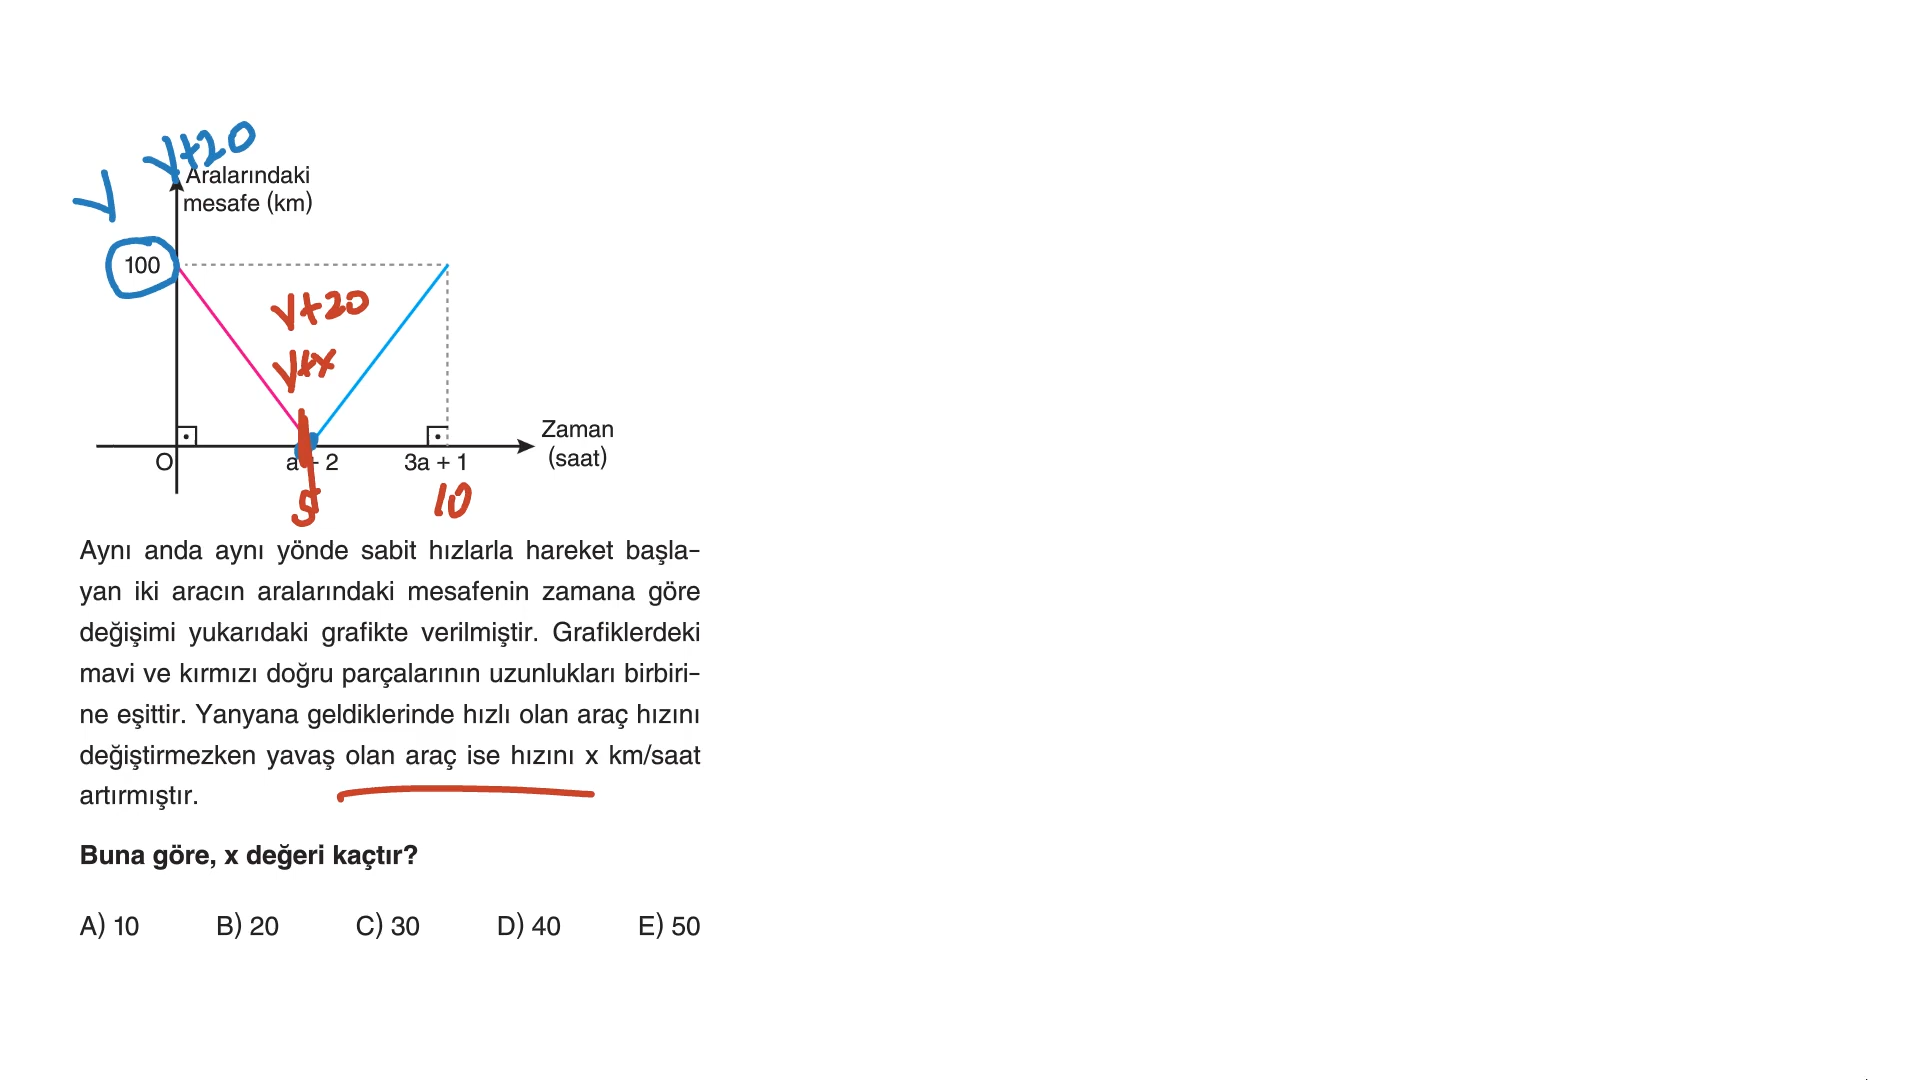 V+20
V
Aralarındaki
mesafe (km)
100
V+20
V+x
Zaman
(saat)
O
a + 2
3a + 1
5
10
Aynı anda aynı yönde sabit hızlarla hareket başla-
yan iki aracın aralarındaki mesafenin zamana göre
değişimi yukarıdaki grafikte verilmiştir. Grafiklerdeki
mavi ve kırmızı doğru parçalarının uzunlukları birbiri-
ne eşittir. Yanyana geldiklerinde hızlı olan araç hızını
değiştirmezken yavaş olan araç ise hızını x km/saat
artırmıştır.
Buna göre, x değeri kaçtır?
A) 10 B) 20 C) 30 D) 40 E) 50